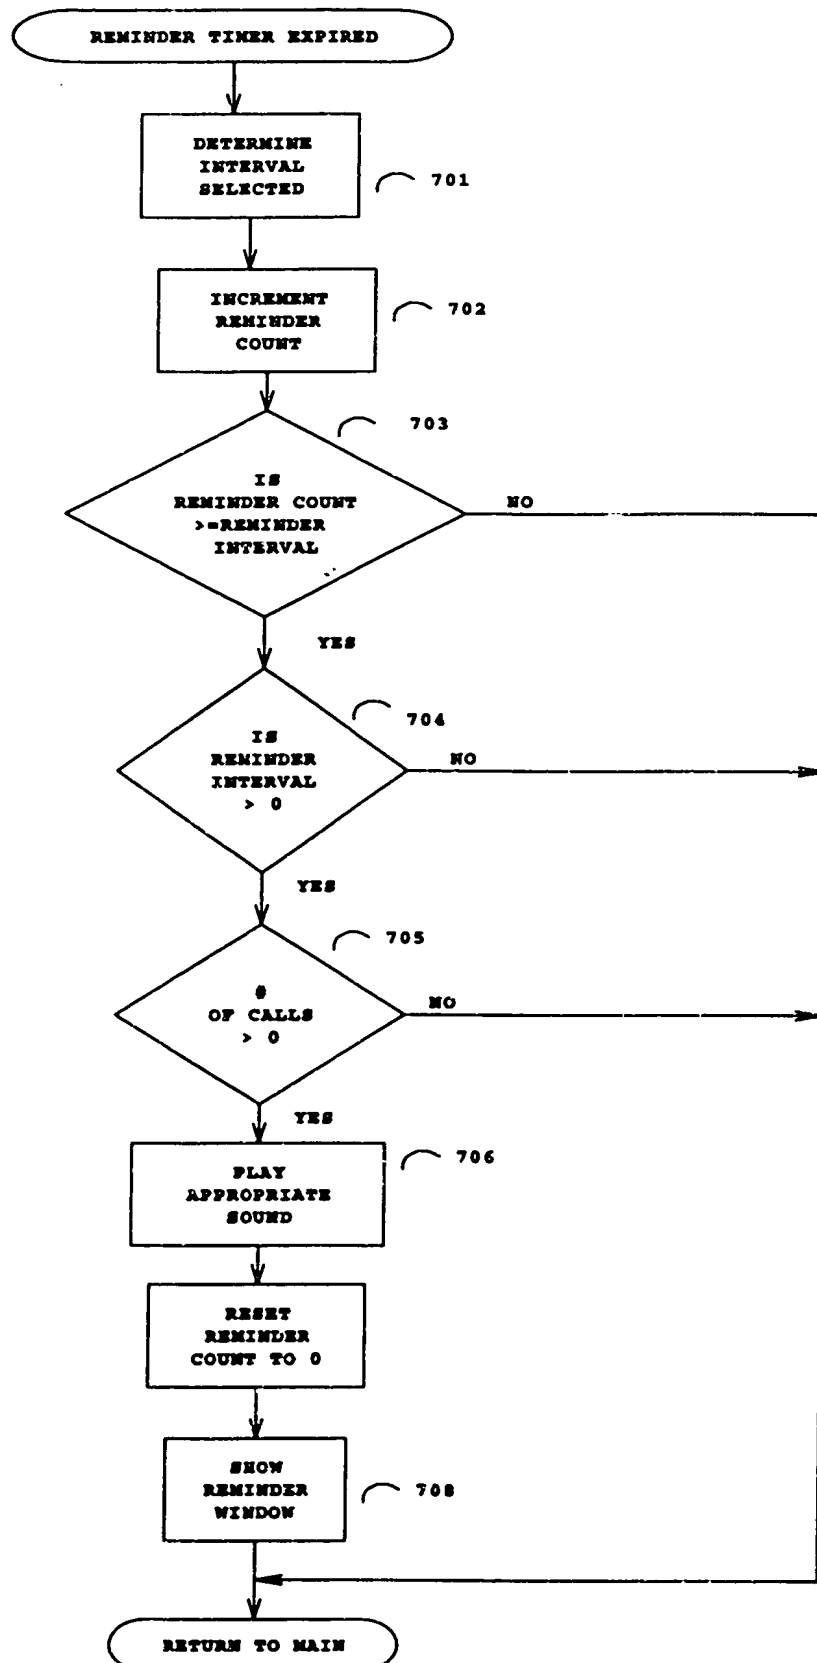 REMINDER TIMER EXPIRED
DETERMINE
INTERVAL
SELECTED
701
INCREMENT
REMINDER
COUNT
702
703
IS
REMINDER COUNT
>=REMINDER
INTERVAL
NO
YES
704
IS
REMINDER
INTERVAL
> 0
NO
YES
705
#
OF CALLS
> 0
NO
YES
706
PLAY
APPROPRIATE
SOUND
RESET
REMINDER
COUNT TO 0
SHOW
REMINDER
WINDOW
708
RETURN TO MAIN